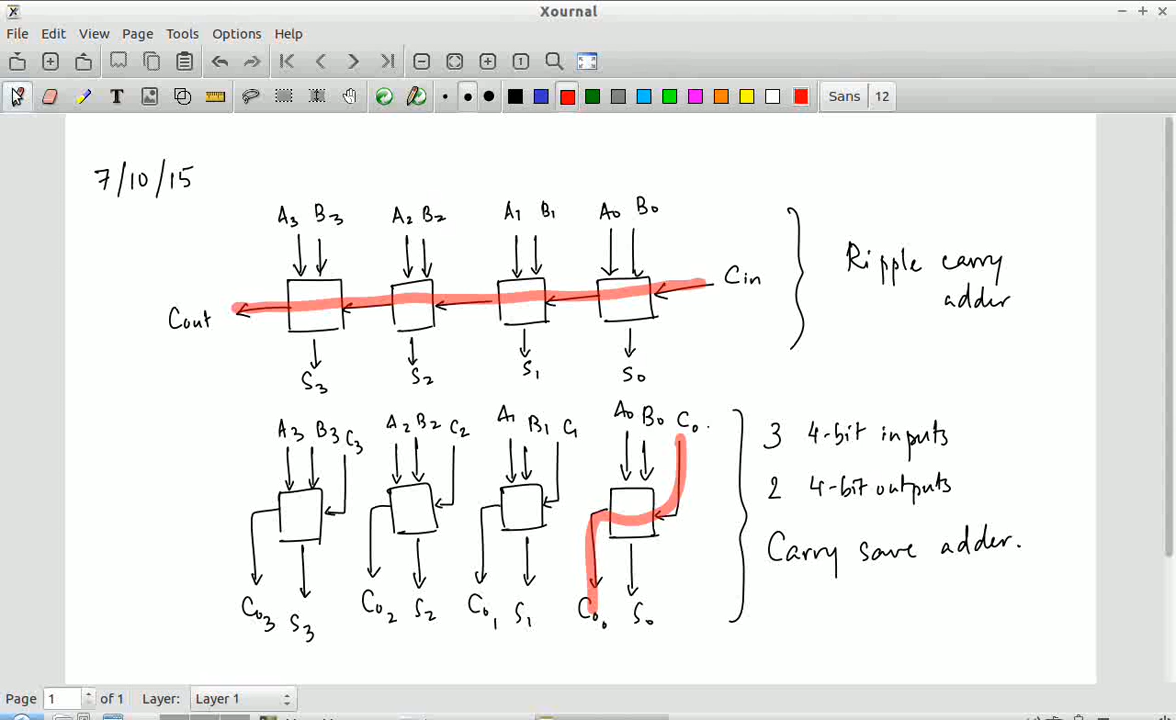 Xournal
File Edit View Page Tools Options Help
Sans 12
7/10/15
A3 B3 A2 B2 A1 B1 A0 B0
Cin
Cout
S3 S2 S1 S0
Ripple carry
adder
A3 B3 C3 A2 B2 C2 A1 B1 C1 A0 B0 C0
Co3 S3 Co2 S2 Co1 S1 Co0 S0
3 4-bit inputs
2 4-bit outputs
Carry save adder.
Page 1 of 1 Layer: Layer 1